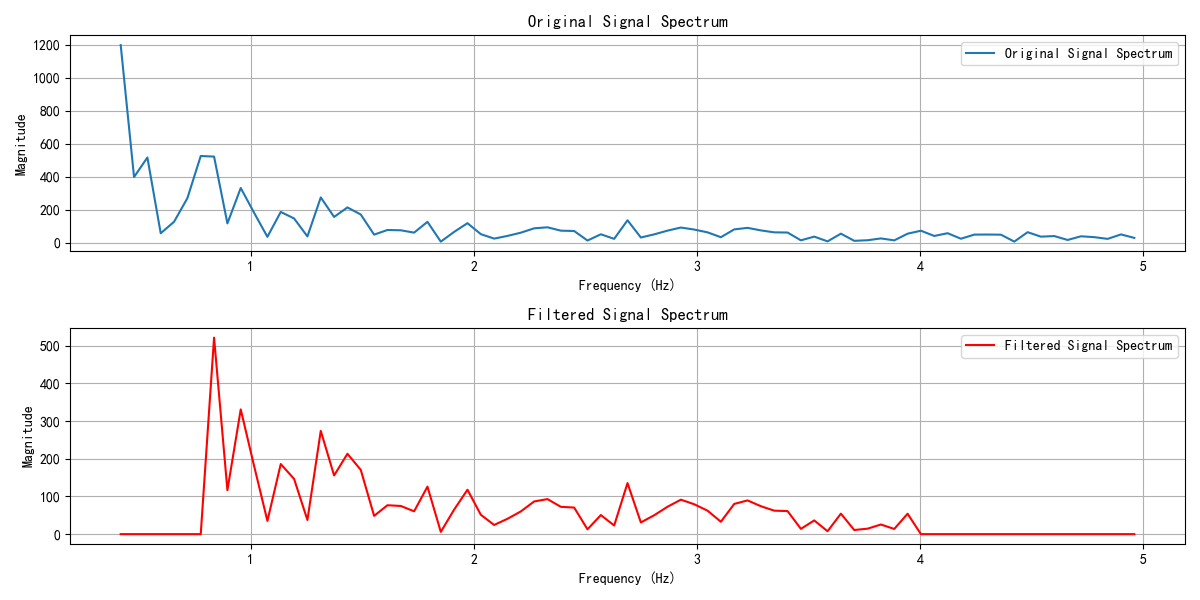 Original Signal Spectrum
Original Signal Spectrum
Magnitude
1200
1000
800
600
400
200
0
1
2
3
4
5
Frequency (Hz)
Filtered Signal Spectrum
Filtered Signal Spectrum
Magnitude
500
400
300
200
100
0
1
2
3
4
5
Frequency (Hz)